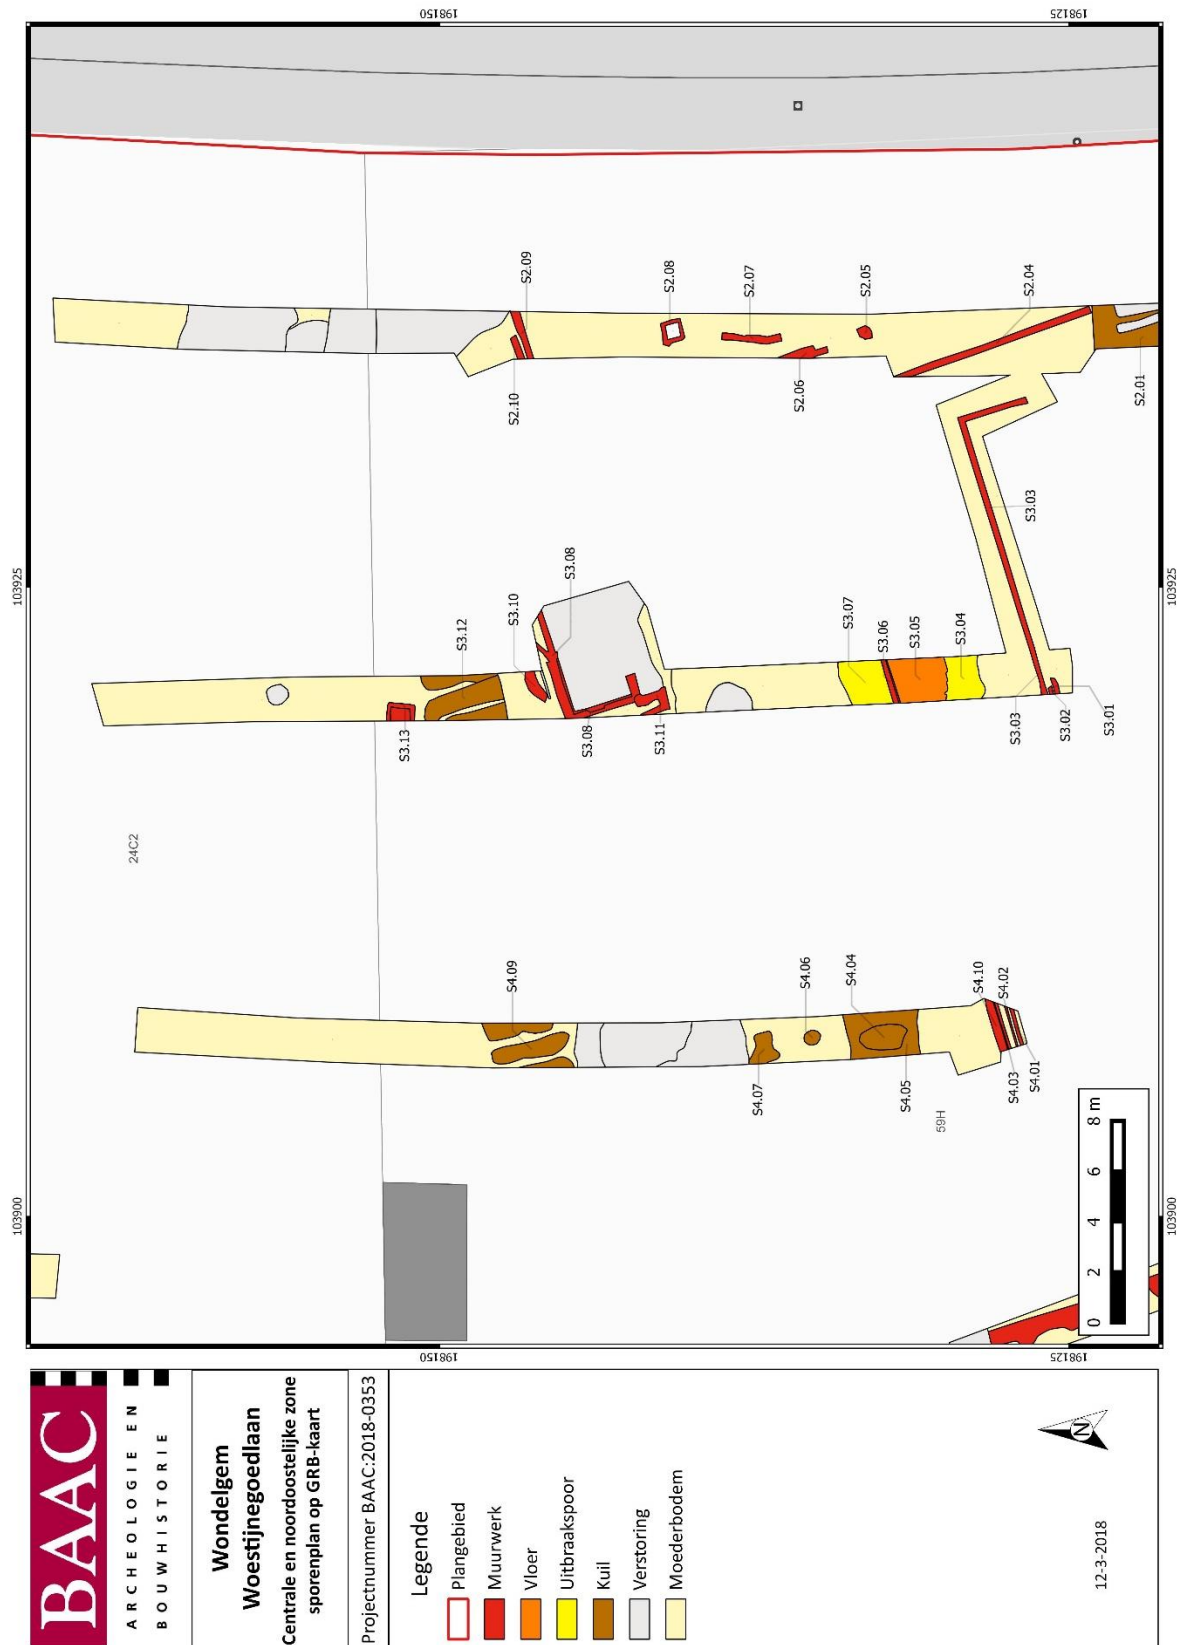 BAAC
ARCHEOLOGIE EN
BOUWHISTORIE
Wondelgem
Woestijnegoedlaan
Centrale en noordoostelijke zone
sporenplan op GRB-kaart
Projectnummer BAAC:2018-0353
Legende
Plangebied
Muurwerk
Vloer
Uitbraakspoor
Kuil
Verstoring
Moederbodem
N
12-3-2018
103900
103925
103900
103925
198150
198125
198150
198125
24C2
59H
0 2 4 6 8 m
S2.09
S2.08
S2.07
S2.05
S2.04
S2.10
S2.06
S2.01
S3.03
S3.08
S3.10
S3.12
S3.07
S3.06
S3.05
S3.04
S3.13
S3.08
S3.11
S3.03
S3.02
S3.01
S4.09
S4.06
S4.04
S4.10
S4.02
S4.07
S4.05
S4.03
S4.01